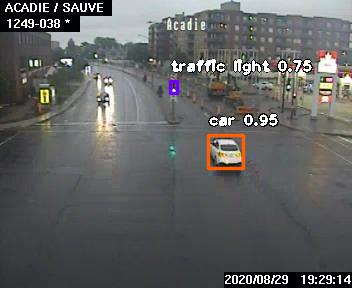 ACADIE / SAUVE
1249-038 *
Acadie
traffic light 0.75
car 0.95
2020/08/29 19:29:14